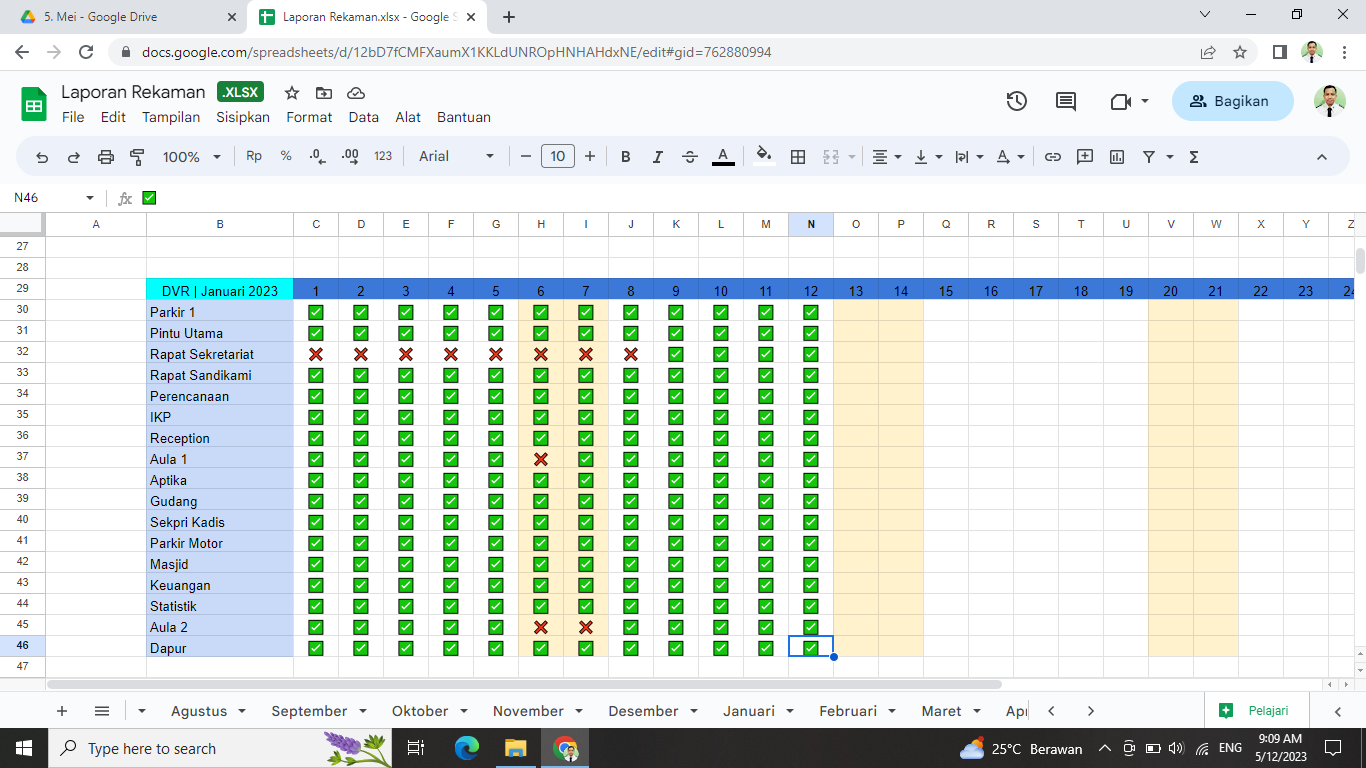 5. Mei - Google Drive
Laporan Rekaman.xlsx - Google S
docs.google.com/spreadsheets/d/12bD7fCMFXaumX1KKLdUNROpHNHAHdxNE/edit#gid=762880994
Laporan Rekaman .XLSX
File Edit Tampilan Sisipkan Format Data Alat Bantuan
Bagikan
100% Rp % .0 .00 123 Arial 10 B I A
N46 fx ✅
A B C D E F G H I J K L M N O P Q R S T U V W X Y Z
27
28
29 DVR | Januari 2023 1 2 3 4 5 6 7 8 9 10 11 12 13 14 15 16 17 18 19 20 21 22 23 24
30 Parkir 1 ✅ ✅ ✅ ✅ ✅ ✅ ✅ ✅ ✅ ✅ ✅ ✅
31 Pintu Utama ✅ ✅ ✅ ✅ ✅ ✅ ✅ ✅ ✅ ✅ ✅ ✅
32 Rapat Sekretariat ❌ ❌ ❌ ❌ ❌ ❌ ❌ ❌ ✅ ✅ ✅ ✅
33 Rapat Sandikami ✅ ✅ ✅ ✅ ✅ ✅ ✅ ✅ ✅ ✅ ✅ ✅
34 Perencanaan ✅ ✅ ✅ ✅ ✅ ✅ ✅ ✅ ✅ ✅ ✅ ✅
35 IKP ✅ ✅ ✅ ✅ ✅ ✅ ✅ ✅ ✅ ✅ ✅ ✅
36 Reception ✅ ✅ ✅ ✅ ✅ ✅ ✅ ✅ ✅ ✅ ✅ ✅
37 Aula 1 ✅ ✅ ✅ ✅ ✅ ❌ ✅ ✅ ✅ ✅ ✅ ✅
38 Aptika ✅ ✅ ✅ ✅ ✅ ✅ ✅ ✅ ✅ ✅ ✅ ✅
39 Gudang ✅ ✅ ✅ ✅ ✅ ✅ ✅ ✅ ✅ ✅ ✅ ✅
40 Sekpri Kadis ✅ ✅ ✅ ✅ ✅ ✅ ✅ ✅ ✅ ✅ ✅ ✅
41 Parkir Motor ✅ ✅ ✅ ✅ ✅ ✅ ✅ ✅ ✅ ✅ ✅ ✅
42 Masjid ✅ ✅ ✅ ✅ ✅ ✅ ✅ ✅ ✅ ✅ ✅ ✅
43 Keuangan ✅ ✅ ✅ ✅ ✅ ✅ ✅ ✅ ✅ ✅ ✅ ✅
44 Statistik ✅ ✅ ✅ ✅ ✅ ✅ ✅ ✅ ✅ ✅ ✅ ✅
45 Aula 2 ✅ ✅ ✅ ✅ ✅ ❌ ❌ ✅ ✅ ✅ ✅ ✅
46 Dapur ✅ ✅ ✅ ✅ ✅ ✅ ✅ ✅ ✅ ✅ ✅ ✅
47
Agustus September Oktober November Desember Januari Februari Maret Apr
Pelajari
Type here to search
25°C Berawan
ENG
9:09 AM
5/12/2023